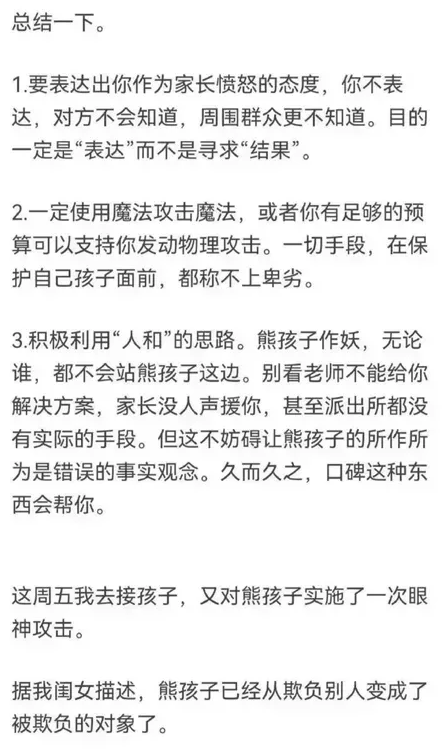 总结一下。
1.要表达出你作为家长愤怒的态度，你不表
达，对方不会知道，周围群众更不知道。目的
一定是“表达”而不是寻求“结果”。
2.一定使用魔法攻击魔法，或者你有足够的预
算可以支持你发动物理攻击。一切手段，在保
护自己孩子面前，都称不上卑劣。
3.积极利用“人和”的思路。熊孩子作妖，无论
谁，都不会站熊孩子这边。别看老师不能给你
解决方案，家长没人声援你，甚至派出所都没
有实际的手段。但这不妨碍让熊孩子的所作所
为是错误的事实观念。久而久之，口碑这种东
西会帮你。
这周五我去接孩子，又对熊孩子实施了一次眼
神攻击。
据我闺女描述，熊孩子已经从欺负别人变成了
被欺负的对象了。